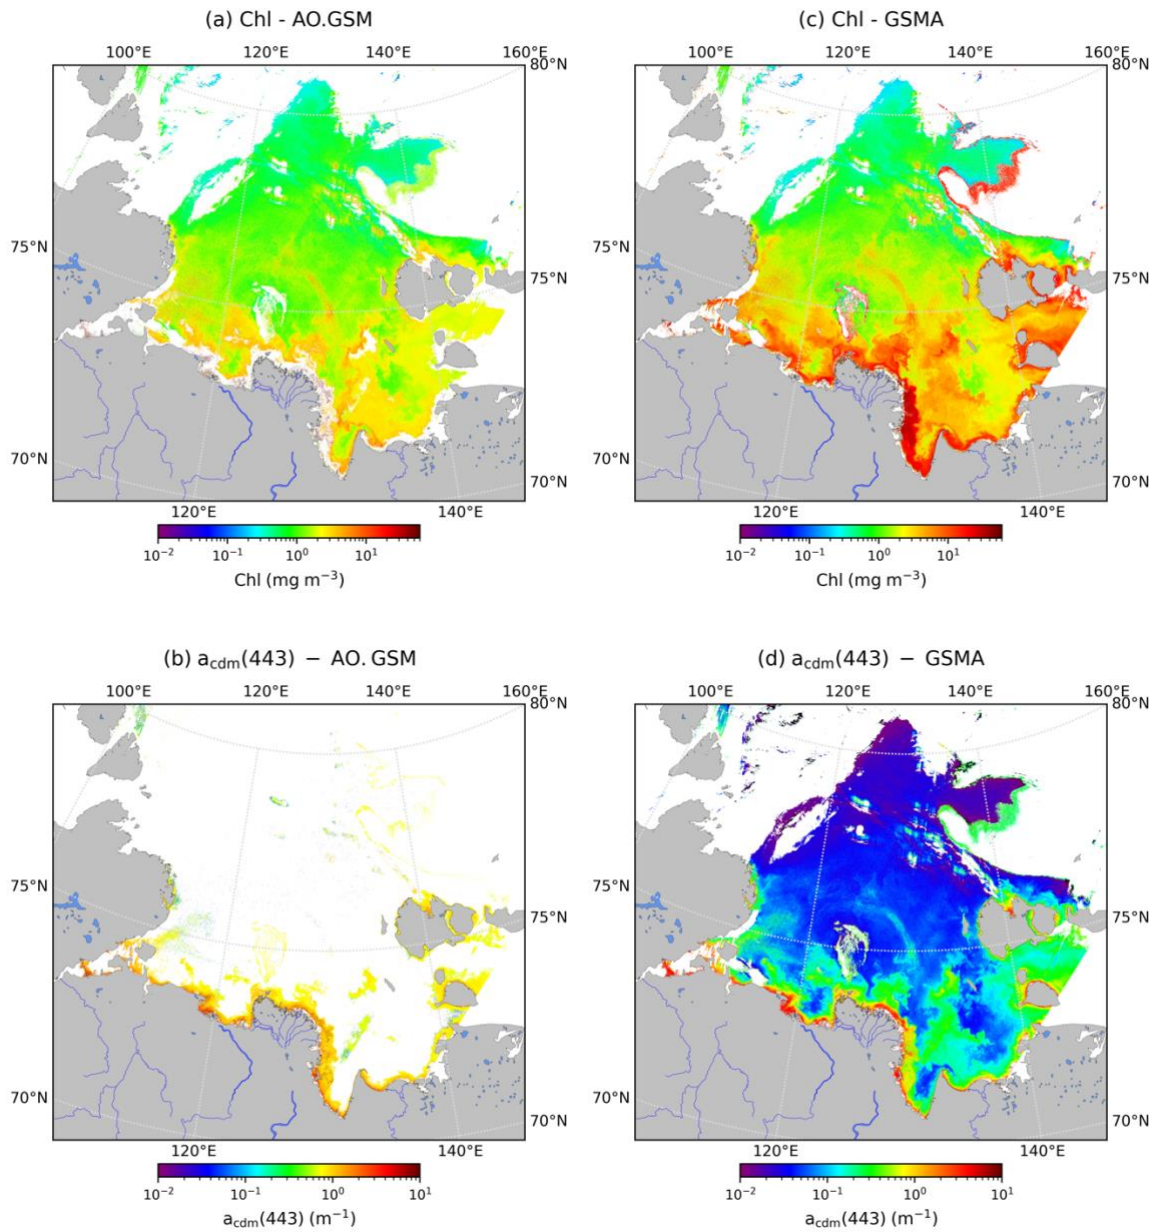 (a) Chl - AO.GSM
(c) Chl - GSMA
100°E 120°E 140°E 160°E
100°E 120°E 140°E 160°E
80°N
80°N
75°N
75°N
75°N
75°N
70°N
70°N
70°N
70°N
120°E 140°E
120°E 140°E
10⁻² 10⁻¹ 10⁰ 10¹
10⁻² 10⁻¹ 10⁰ 10¹
Chl (mg m⁻³)
Chl (mg m⁻³)
(b) a_cdm(443) − AO. GSM
(d) a_cdm(443) − GSMA
100°E 120°E 140°E 160°E
100°E 120°E 140°E 160°E
80°N
80°N
75°N
75°N
75°N
75°N
70°N
70°N
70°N
70°N
120°E 140°E
120°E 140°E
10⁻² 10⁻¹ 10⁰ 10¹
10⁻² 10⁻¹ 10⁰ 10¹
a_cdm(443) (m⁻¹)
a_cdm(443) (m⁻¹)